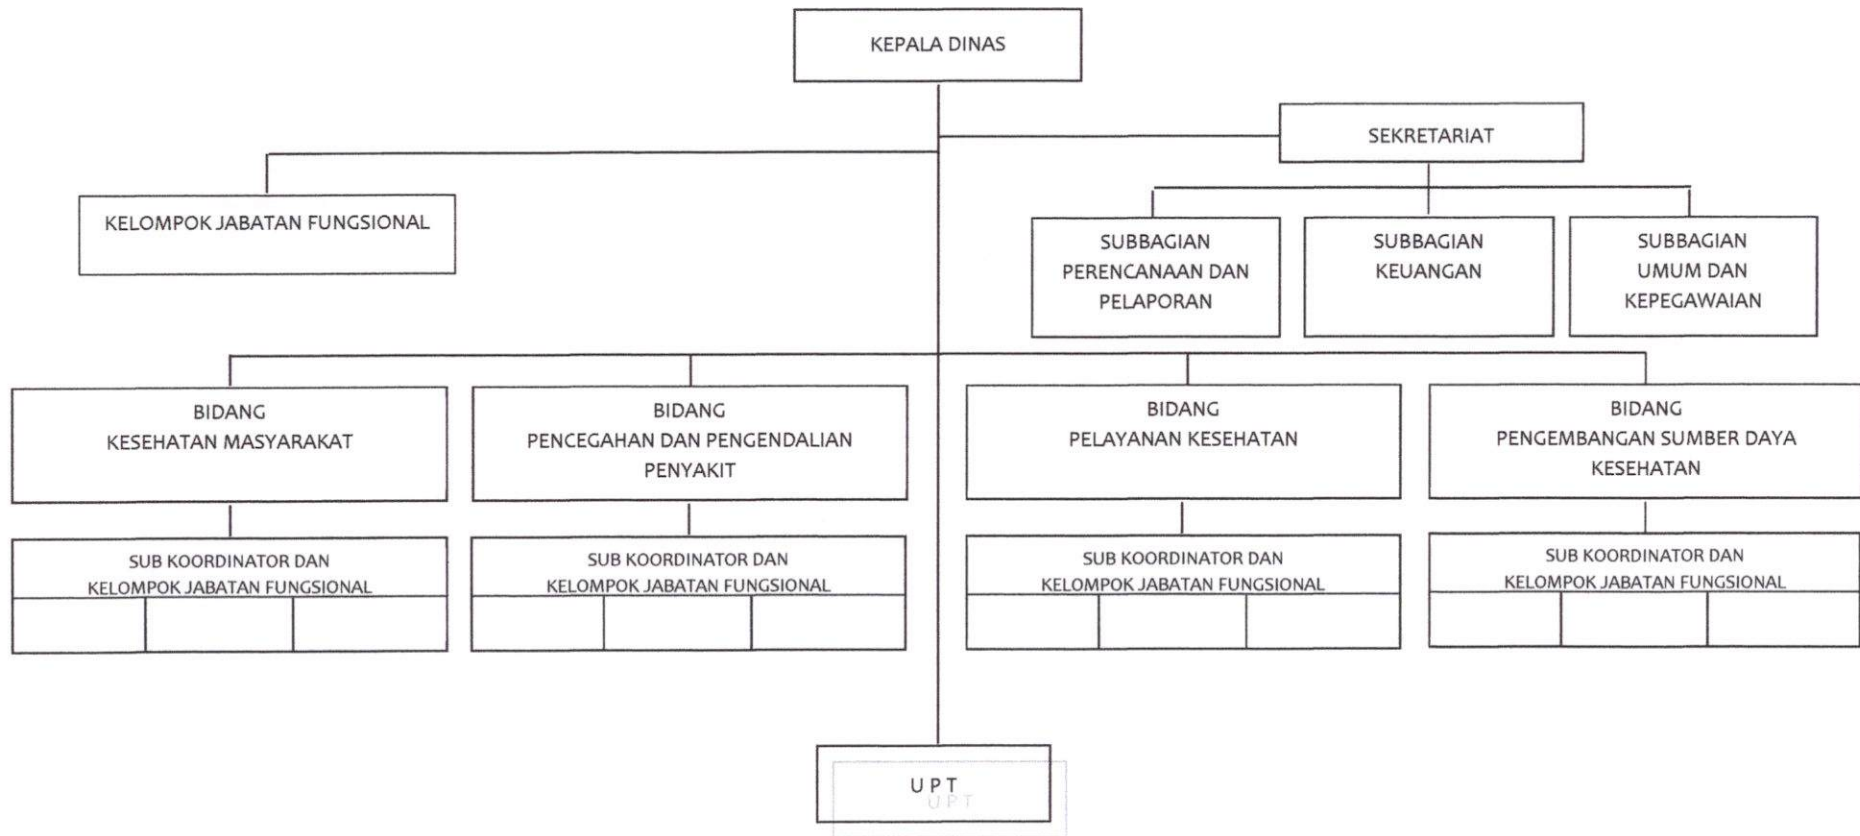 KEPALA DINAS
SEKRETARIAT
KELOMPOK JABATAN FUNGSIONAL
SUBBAGIAN
PERENCANAAN DAN
PELAPORAN
SUBBAGIAN
KEUANGAN
SUBBAGIAN
UMUM DAN
KEPEGAWAIAN
BIDANG
KESEHATAN MASYARAKAT
BIDANG
PENCEGAHAN DAN PENGENDALIAN
PENYAKIT
BIDANG
PELAYANAN KESEHATAN
BIDANG
PENGEMBANGAN SUMBER DAYA
KESEHATAN
SUB KOORDINATOR DAN
KELOMPOK JABATAN FUNGSIONAL
SUB KOORDINATOR DAN
KELOMPOK JABATAN FUNGSIONAL
SUB KOORDINATOR DAN
KELOMPOK JABATAN FUNGSIONAL
SUB KOORDINATOR DAN
KELOMPOK JABATAN FUNGSIONAL
U P T
U P T